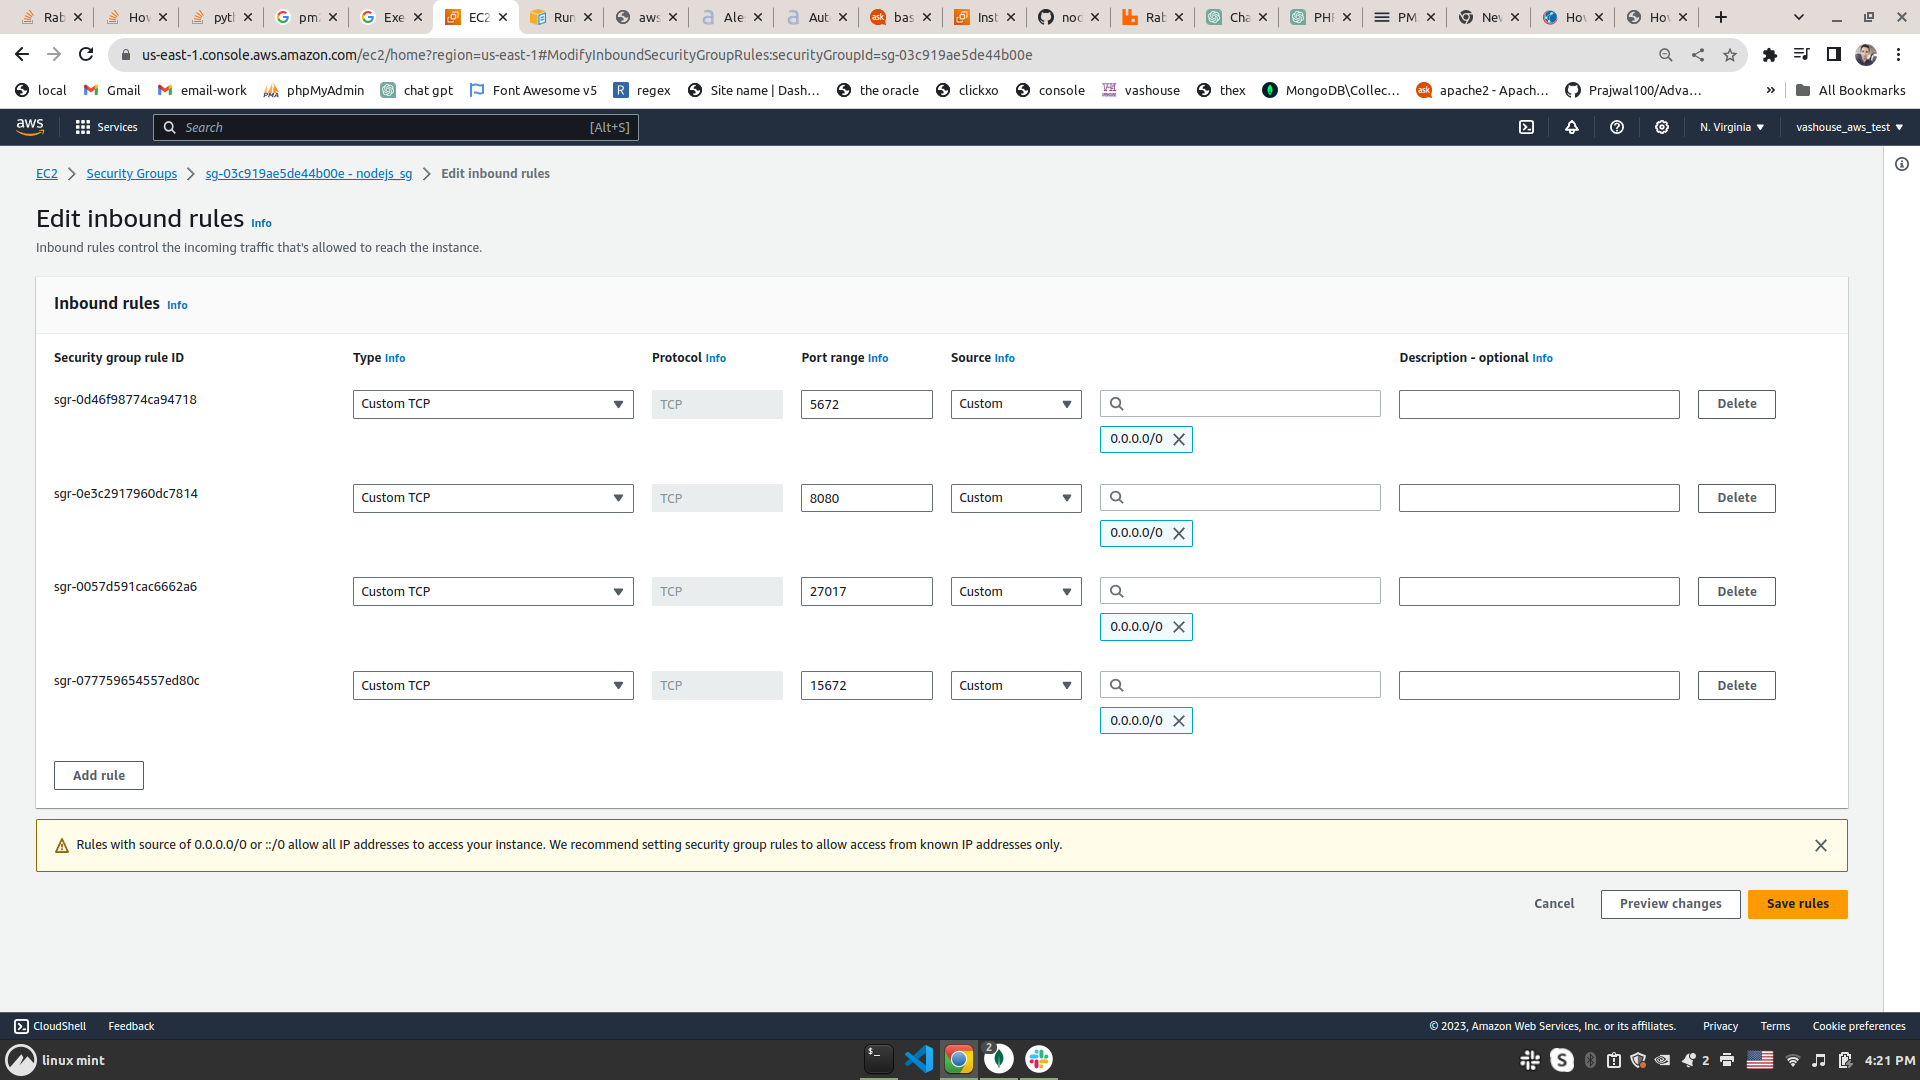 Rab
Hov
pyth
pm:
Exe
EC2
Run
aws
Ale
Aut
bas
Inst
nod
Rab
Cha
PHP
PM.
Nev
Hov
Hov
us-east-1.console.aws.amazon.com/ec2/home?region=us-east-1#ModifyInboundSecurityGroupRules:securityGroupId=sg-03c919ae5de44b00e
local
Gmail
email-work
phpMyAdmin
chat gpt
Font Awesome v5
regex
Site name | Dash…
the oracle
clickxo
console
vashouse
thex
MongoDB\Collec…
apache2 - Apach…
Prajwal100/Adva…
»
All Bookmarks
aws
Services
Search
[Alt+S]
N. Virginia
vashouse_aws_test
EC2
Security Groups
sg-03c919ae5de44b00e - nodejs_sg
Edit inbound rules
Edit inbound rules Info
Inbound rules control the incoming traffic that's allowed to reach the instance.
Inbound rules Info
Security group rule ID
Type Info
Protocol Info
Port range Info
Source Info
Description - optional Info
sgr-0d46f98774ca94718
Custom TCP
TCP
5672
Custom
Delete
0.0.0.0/0
sgr-0e3c2917960dc7814
Custom TCP
TCP
8080
Custom
Delete
0.0.0.0/0
sgr-0057d591cac6662a6
Custom TCP
TCP
27017
Custom
Delete
0.0.0.0/0
sgr-077759654557ed80c
Custom TCP
TCP
15672
Custom
Delete
0.0.0.0/0
Add rule
Rules with source of 0.0.0.0/0 or ::/0 allow all IP addresses to access your instance. We recommend setting security group rules to allow access from known IP addresses only.
Cancel
Preview changes
Save rules
CloudShell
Feedback
© 2023, Amazon Web Services, Inc. or its affiliates.
Privacy
Terms
Cookie preferences
linux mint
2
2
4:21 PM